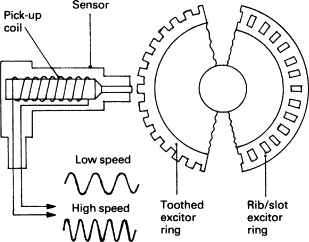 Sensor
Pick-up
coil
Low speed
High speed
Toothed
excitor
ring
Rib/slot
excitor
ring